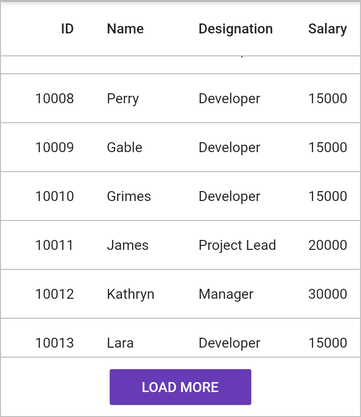 ID Name Designation Salary
10008 Perry Developer 15000
10009 Gable Developer 15000
10010 Grimes Developer 15000
10011 James Project Lead 20000
10012 Kathryn Manager 30000
10013 Lara Developer 15000
LOAD MORE